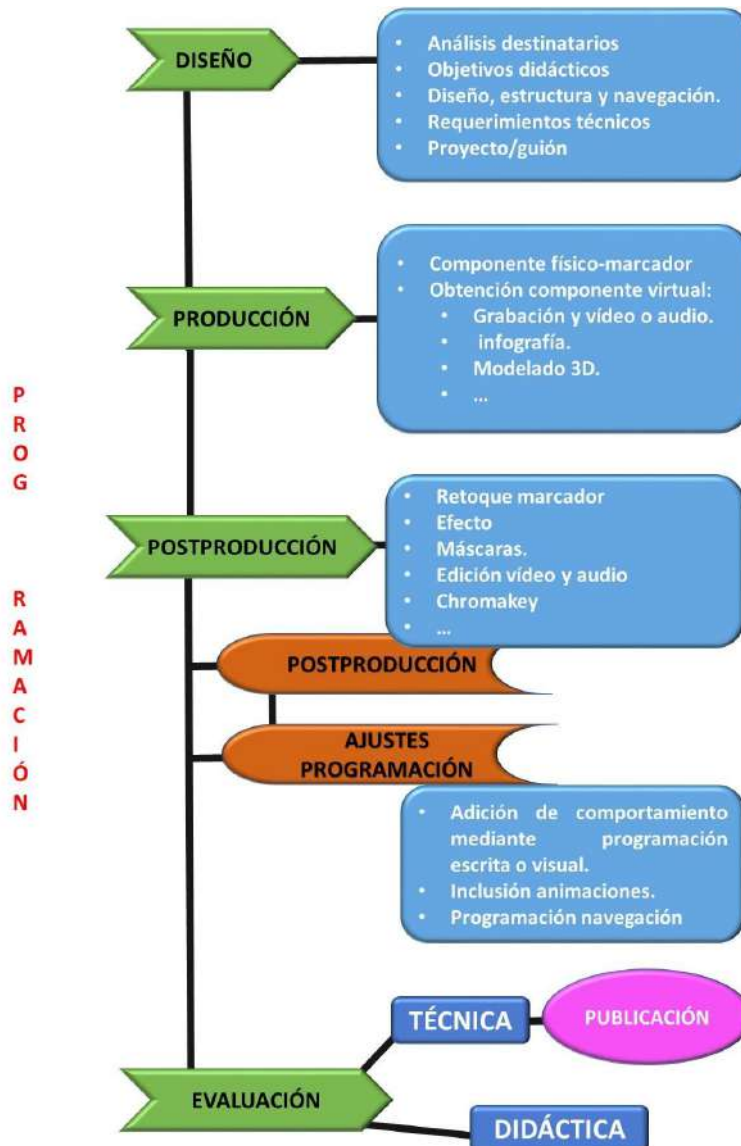 DISEÑO
• Análisis destinatarios
• Objetivos didácticos
• Diseño, estructura y navegación.
• Requerimientos técnicos
• Proyecto/guión
PRODUCCIÓN
• Componente físico-marcador
• Obtención componente virtual:
• Grabación y vídeo o audio.
• infografía.
• Modelado 3D.
• ...
P
R
O
G
R
A
M
A
C
I
Ó
N
POSTPRODUCCIÓN
• Retoque marcador
• Efecto
• Máscaras.
• Edición vídeo y audio
• Chromakey
• ...
POSTPRODUCCIÓN
AJUSTES
PROGRAMACIÓN
• Adición de comportamiento
mediante programación
escrita o visual.
• Inclusión animaciones.
• Programación navegación
TÉCNICA
PUBLICACIÓN
EVALUACIÓN
DIDÁCTICA